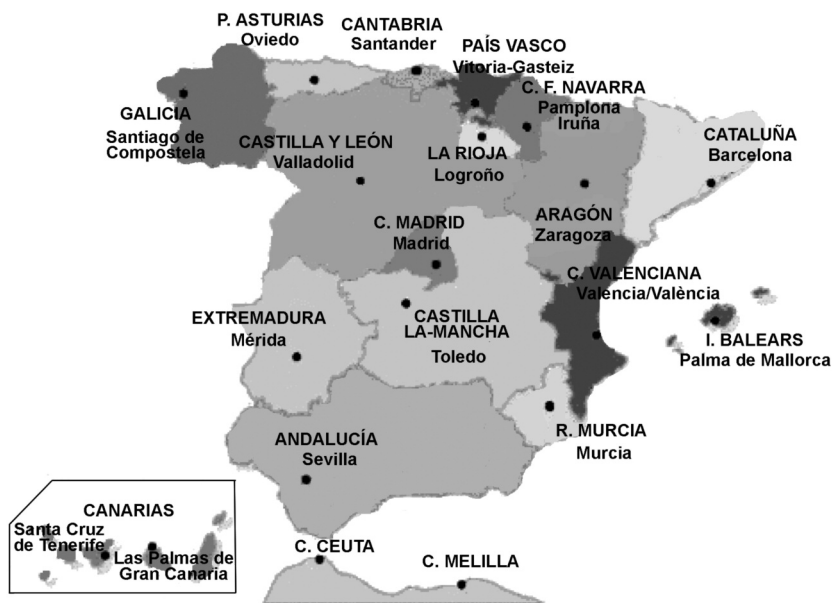 P. ASTURIAS
Oviedo
CANTABRIA
Santander
PAÍS VASCO
Vitoria-Gasteiz
C. F. NAVARRA
Pamplona
Iruña
GALICIA
Santiago de
Compostela
CASTILLA Y LEÓN
Valladolid
LA RIOJA
Logroño
CATALUÑA
Barcelona
ARAGÓN
Zaragoza
C. MADRID
Madrid
C. VALENCIANA
Valencia/València
EXTREMADURA
Mérida
CASTILLA
LA-MANCHA
Toledo
I. BALEARS
Palma de Mallorca
R. MURCIA
Murcia
ANDALUCÍA
Sevilla
CANARIAS
Santa Cruz
de Tenerife
Las Palmas de
Gran Canaria
C. CEUTA
C. MELILLA